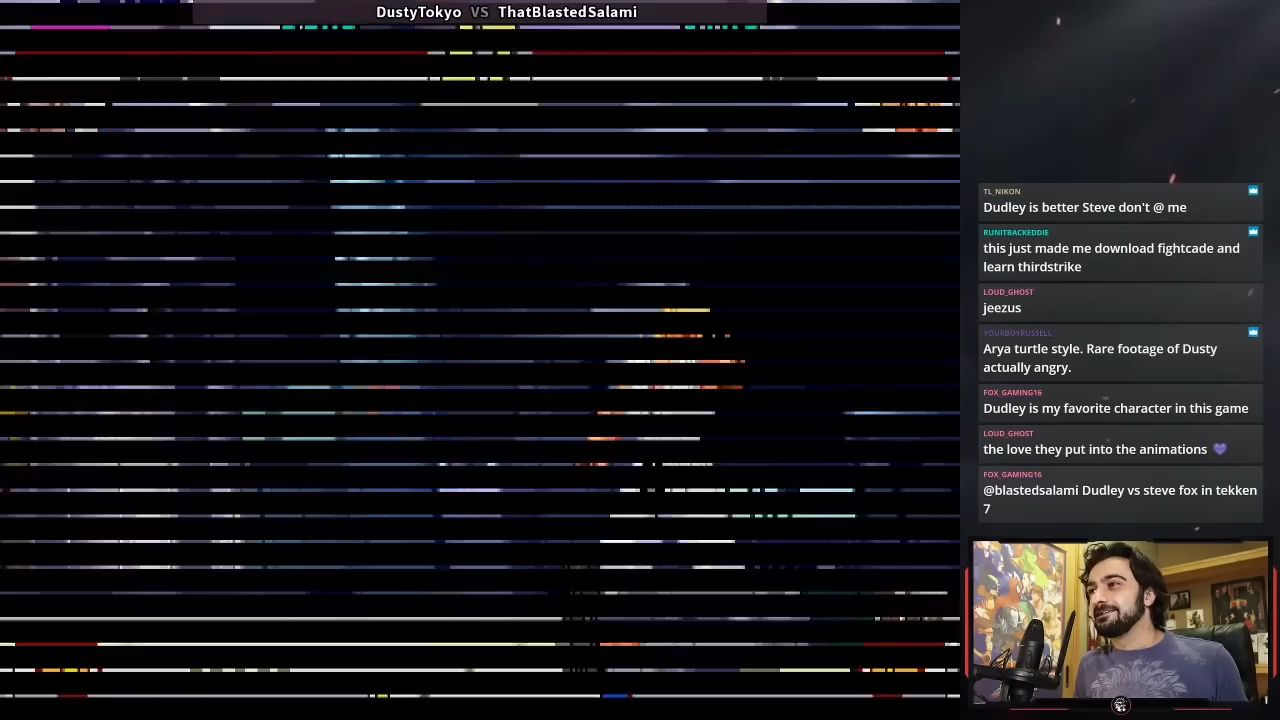 DustyTokyo VS ThatBlastedSalami
TL_NIKON
Dudley is better Steve don't @ me
RUNITBACKEDDIE
this just made me download fightcade and
learn thirdstrike
LOUD_GHOST
jeezus
YOURBOYRUSSELL_
Arya turtle style. Rare footage of Dusty
actually angry.
FOX_GAMING16
Dudley is my favorite character in this game
LOUD_GHOST
the love they put into the animations 💜
FOX_GAMING16
@blastedsalami Dudley vs steve fox in tekken
7